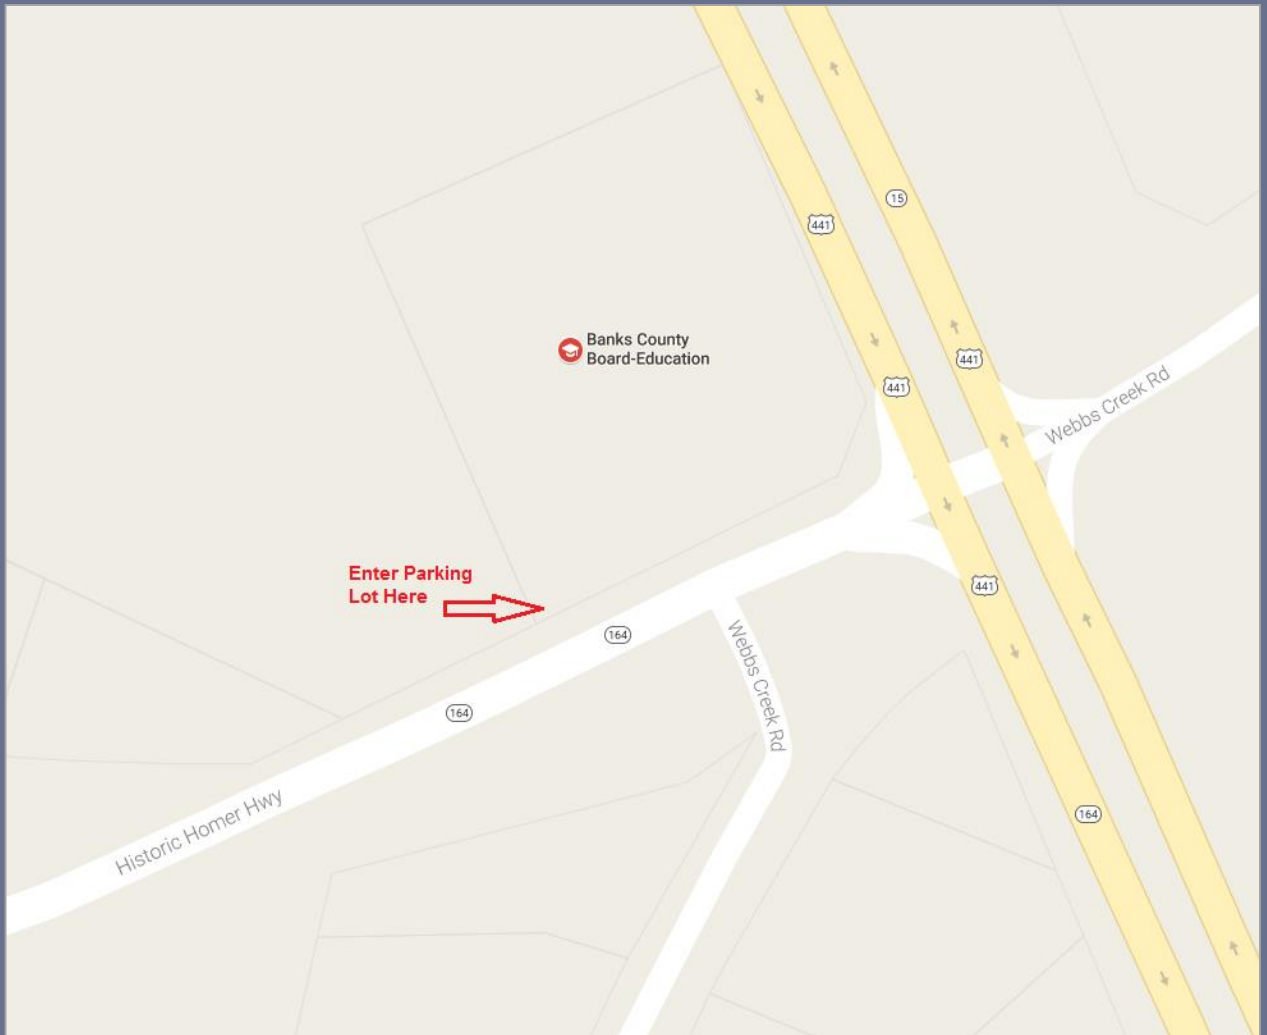 15
441
Banks County
Board-Education
441
441
Webbs Creek Rd
Enter Parking
Lot Here
441
164
Webbs Creek Rd
164
Historic Homer Hwy
164